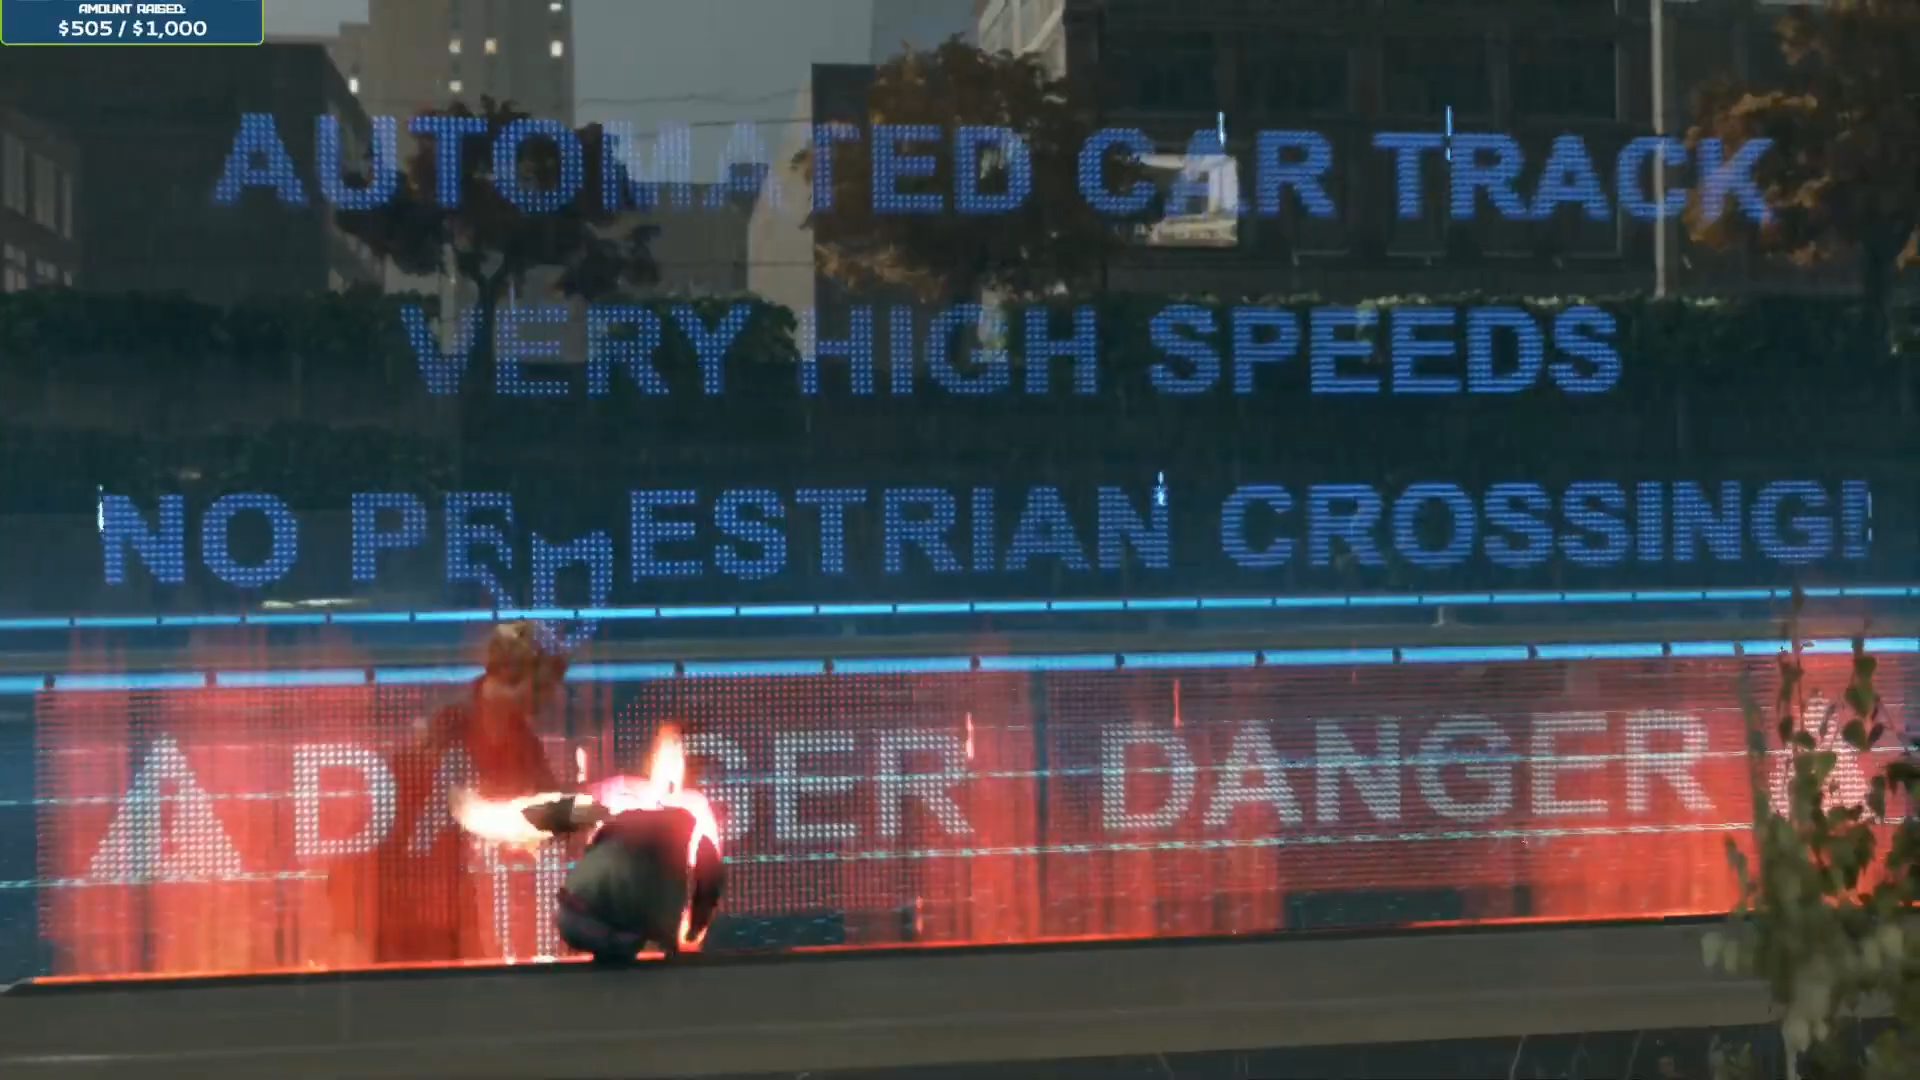 AMOUNT RAISED:
$505 / $1,000
AUTOMATED CAR TRACK
VERY HIGH SPEEDS
NO PEDESTRIAN CROSSING!
DANGER DANGER